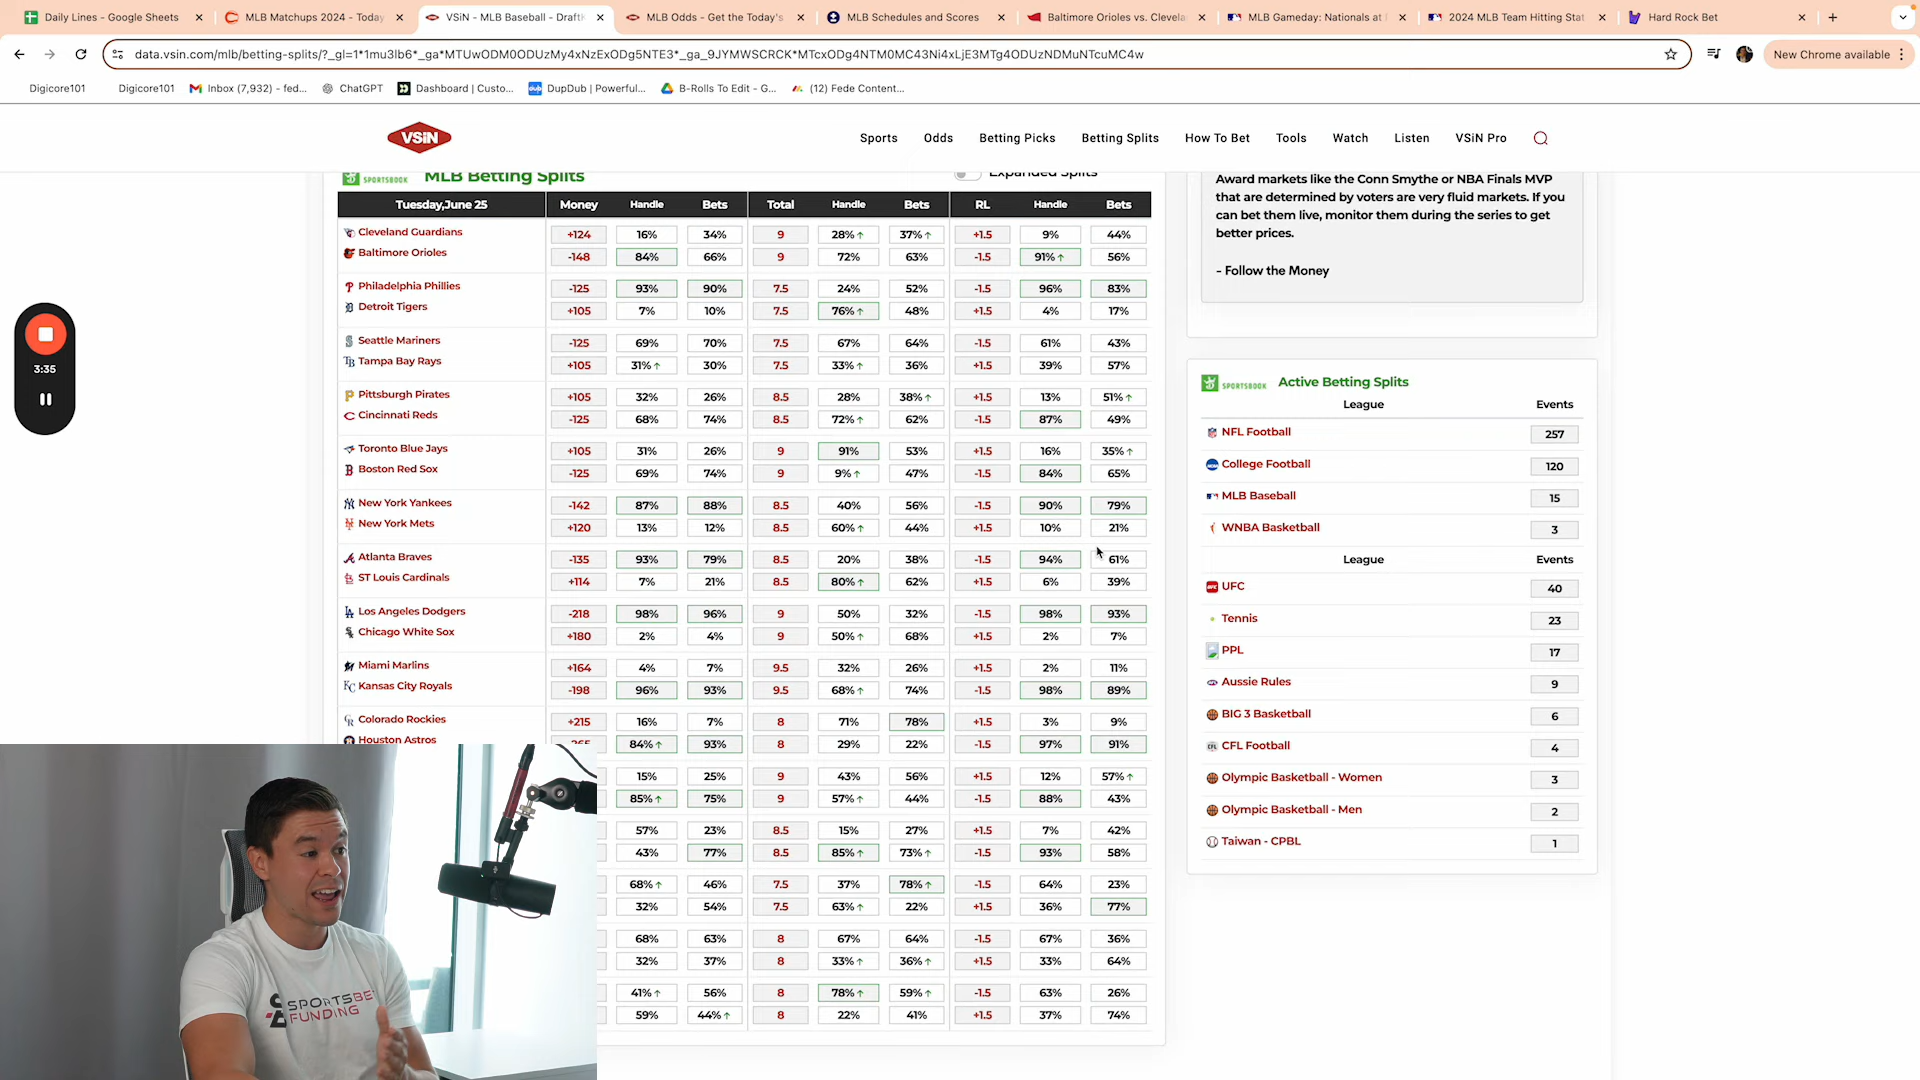 Daily Lines - Google Sheets
MLB Matchups 2024 - Today
VSiN - MLB Baseball - Draft
MLB Odds - Get the Today's
MLB Schedules and Scores
Baltimore Orioles vs. Clevela
MLB Gameday: Nationals at
2024 MLB Team Hitting Stat
Hard Rock Bet
data.vsin.com/mlb/betting-splits/?_gl=1*1mu3lb6*_ga*MTUwODM0ODUzMy4xNzExODg5NTE3*_ga_9JYMWSCRCK*MTcxODg4NTM0MC43Ni4xLjE3MTg4ODUzNDMuNTcuMC4w
New Chrome available
Digicore101
Digicore101
Inbox (7,932) - fed...
ChatGPT
Dashboard | Custo...
DupDub | Powerful...
B-Rolls To Edit - G...
(12) Fede Content...
VSiN
Sports Odds Betting Picks Betting Splits How To Bet Tools Watch Listen VSiN Pro
SPORTSBOOK MLB Betting Splits Expanded Splits
Tuesday,June 25 Money Handle Bets Total Handle Bets RL Handle Bets
Cleveland Guardians +124 16% 34% 9 28% ↑ 37% ↑ +1.5 9% 44%
Baltimore Orioles -148 84% 66% 9 72% 63% -1.5 91% ↑ 56%
Philadelphia Phillies -125 93% 90% 7.5 24% 52% -1.5 96% 83%
Detroit Tigers +105 7% 10% 7.5 76% ↑ 48% +1.5 4% 17%
Seattle Mariners -125 69% 70% 7.5 67% 64% -1.5 61% 43%
Tampa Bay Rays +105 31% ↑ 30% 7.5 33% ↑ 36% +1.5 39% 57%
Pittsburgh Pirates +105 32% 26% 8.5 28% 38% ↑ +1.5 13% 51% ↑
Cincinnati Reds -125 68% 74% 8.5 72% ↑ 62% -1.5 87% 49%
Toronto Blue Jays +105 31% 26% 9 91% 53% +1.5 16% 35% ↑
Boston Red Sox -125 69% 74% 9 9% ↑ 47% -1.5 84% 65%
New York Yankees -142 87% 88% 8.5 40% 56% -1.5 90% 79%
New York Mets +120 13% 12% 8.5 60% ↑ 44% +1.5 10% 21%
Atlanta Braves -135 93% 79% 8.5 20% 38% -1.5 94% 61%
ST Louis Cardinals +114 7% 21% 8.5 80% ↑ 62% +1.5 6% 39%
Los Angeles Dodgers -218 98% 96% 9 50% 32% -1.5 98% 93%
Chicago White Sox +180 2% 4% 9 50% ↑ 68% +1.5 2% 7%
Miami Marlins +164 4% 7% 9.5 32% 26% +1.5 2% 11%
Kansas City Royals -198 96% 93% 9.5 68% ↑ 74% -1.5 98% 89%
Colorado Rockies +215 16% 7% 8 71% 78% +1.5 3% 9%
Houston Astros 84% ↑ 93% 8 29% 22% -1.5 97% 91%
15% 25% 9 43% 56% +1.5 12% 57% ↑
85% ↑ 75% 9 57% ↑ 44% -1.5 88% 43%
57% 23% 8.5 15% 27% +1.5 7% 42%
43% 77% 8.5 85% ↑ 73% ↑ -1.5 93% 58%
68% ↑ 46% 7.5 37% 78% ↑ -1.5 64% 23%
32% 54% 7.5 63% ↑ 22% +1.5 36% 77%
68% 63% 8 67% 64% -1.5 67% 36%
32% 37% 8 33% ↑ 36% ↑ +1.5 33% 64%
41% ↑ 56% 8 78% ↑ 59% ↑ -1.5 63% 26%
59% 44% ↑ 8 22% 41% +1.5 37% 74%
Award markets like the Conn Smythe or NBA Finals MVP
that are determined by voters are very fluid markets. If you
can bet them live, monitor them during the series to get
better prices.
- Follow the Money
SPORTSBOOK Active Betting Splits
League Events
NFL Football 257
College Football 120
MLB Baseball 15
WNBA Basketball 3
League Events
UFC 40
Tennis 23
PPL 17
Aussie Rules 9
BIG 3 Basketball 6
CFL Football 4
Olympic Basketball - Women 3
Olympic Basketball - Men 2
Taiwan - CPBL 1
3:35
SPORTSBET
FUNDING